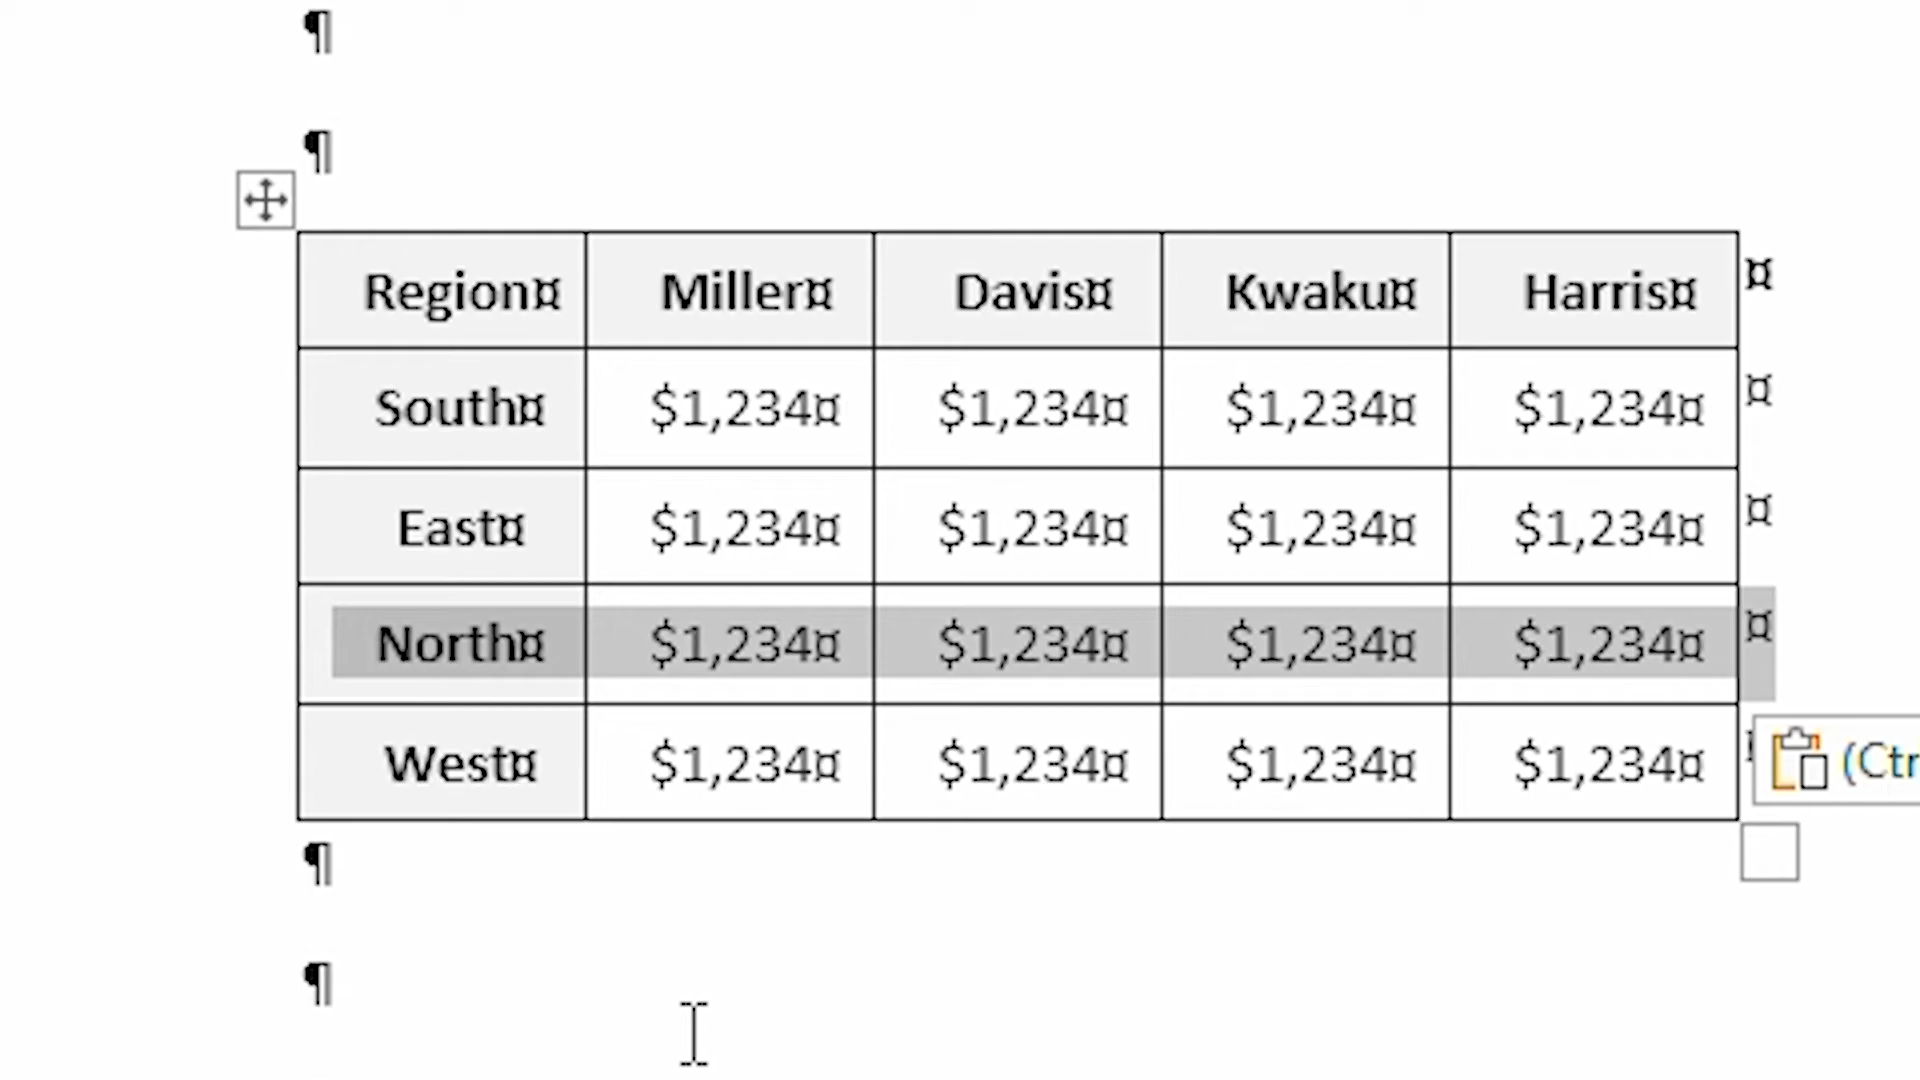 ¶
¶
Region¤ Miller¤ Davis¤ Kwaku¤ Harris¤ ¤
South¤ $1,234¤ $1,234¤ $1,234¤ $1,234¤ ¤
East¤ $1,234¤ $1,234¤ $1,234¤ $1,234¤ ¤
North¤ $1,234¤ $1,234¤ $1,234¤ $1,234¤ ¤
West¤ $1,234¤ $1,234¤ $1,234¤ $1,234¤
(Ctr
¶
¶